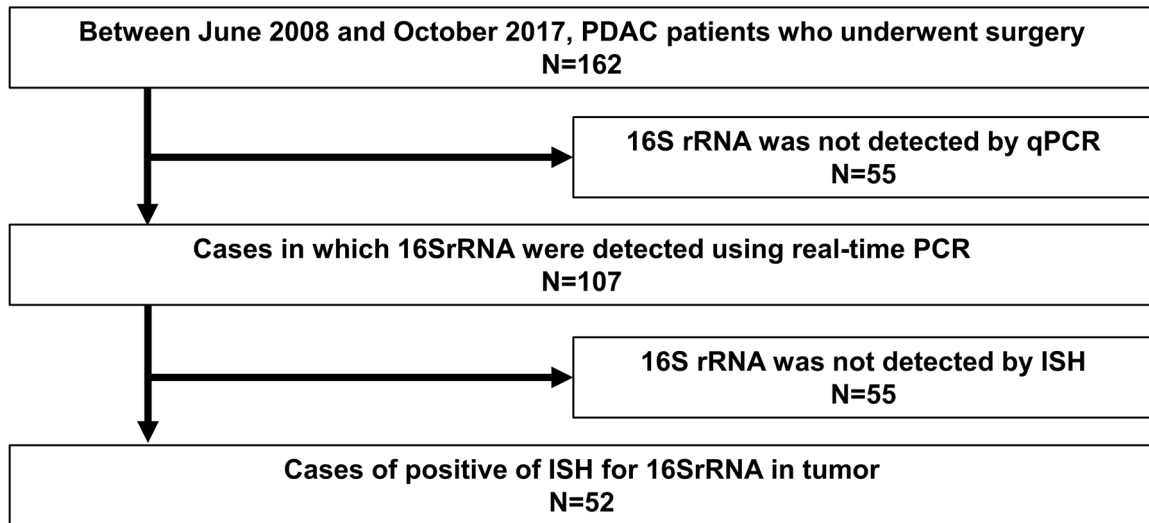 Between June 2008 and October 2017, PDAC patients who underwent surgery
N=162
16S rRNA was not detected by qPCR
N=55
Cases in which 16SrRNA were detected using real-time PCR
N=107
16S rRNA was not detected by ISH
N=55
Cases of positive of ISH for 16SrRNA in tumor
N=52